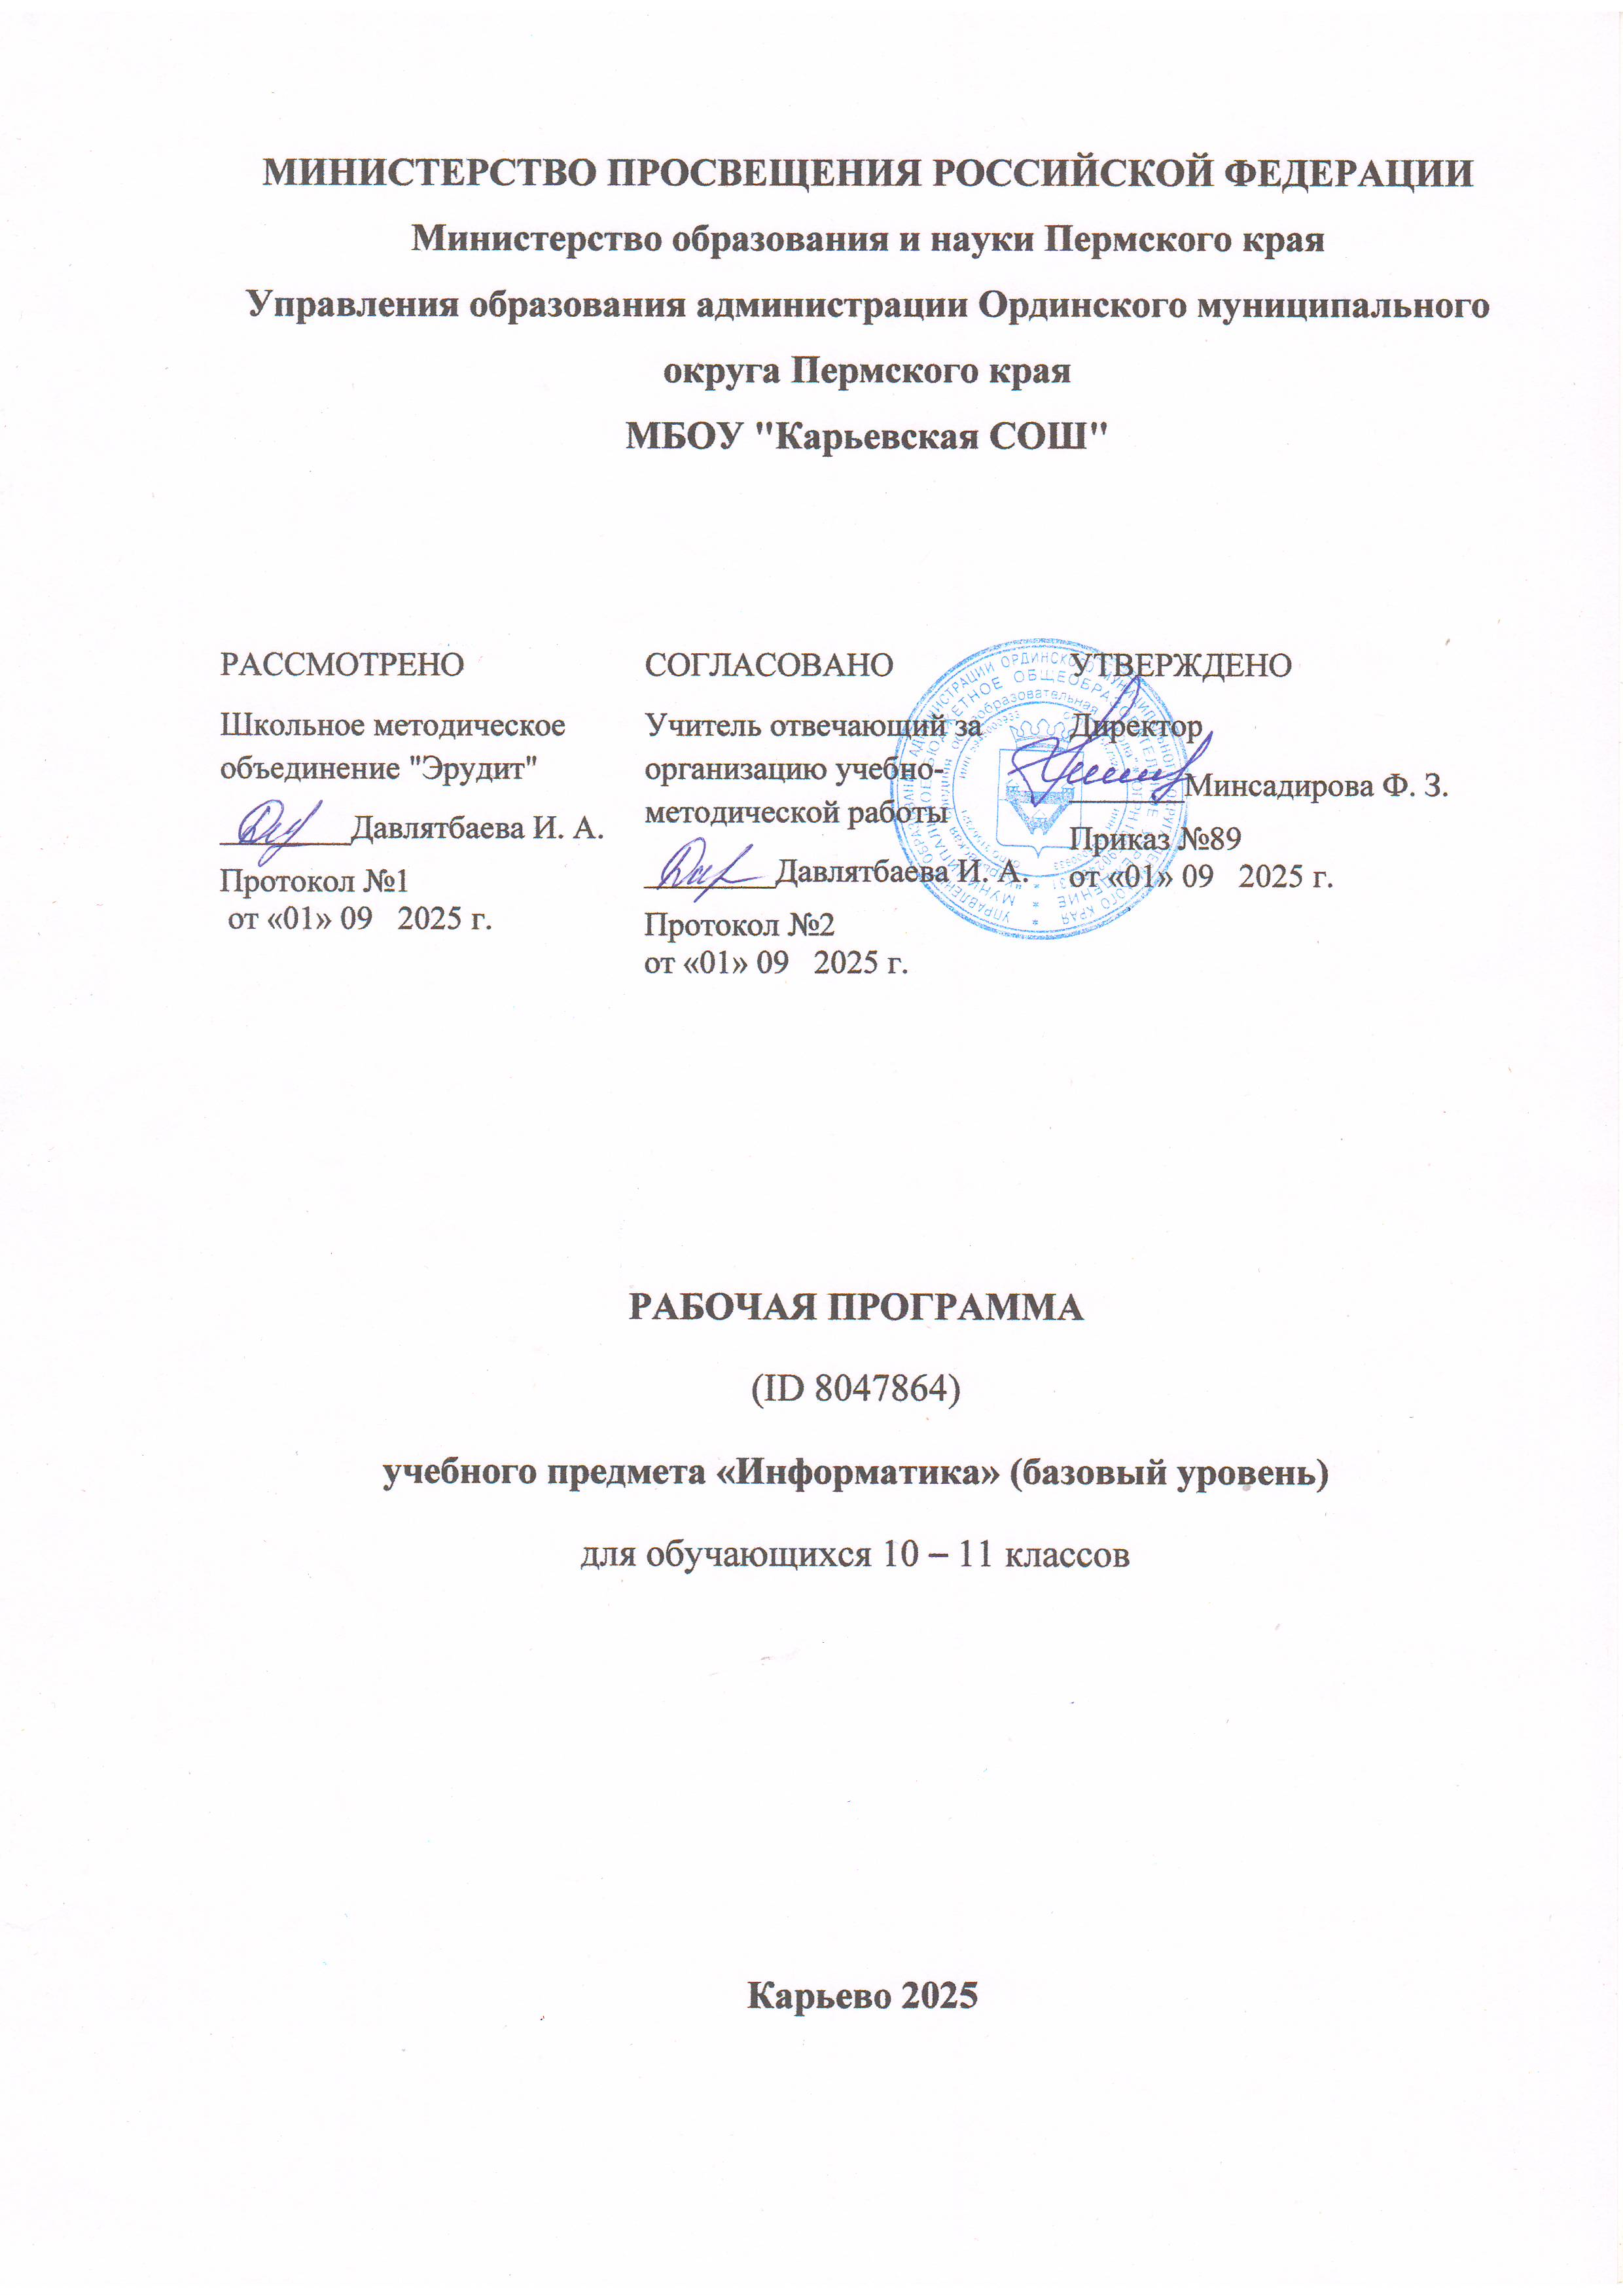 МИНИСТЕРСТВО ПРОСВЕЩЕНИЯ РОССИЙСКОЙ ФЕДЕРАЦИИ
Министерство образования и науки Пермского края
Управления образования администрации Ординского муниципального
округа Пермского края
МБОУ "Карьевская СОШ"
РАССМОТРЕНО
Школьное методическое
объединение "Эрудит"
Давлятбаева И. А.
Протокол №1
от «01» 09 2025 г.
СОГЛАСОВАНО
Учитель отвечающий за
организацию учебно-
методической работы
Давлятбаева И. А.
Протокол №2
от «01» 09 2025 г.
УТВЕРЖДЕНО
Директор
Минсадирова Ф. З.
Приказ №89
от «01» 09 2025 г.
РАБОЧАЯ ПРОГРАММА
(ID 8047864)
учебного предмета «Информатика» (базовый уровень)
для обучающихся 10 – 11 классов
Карьево 2025